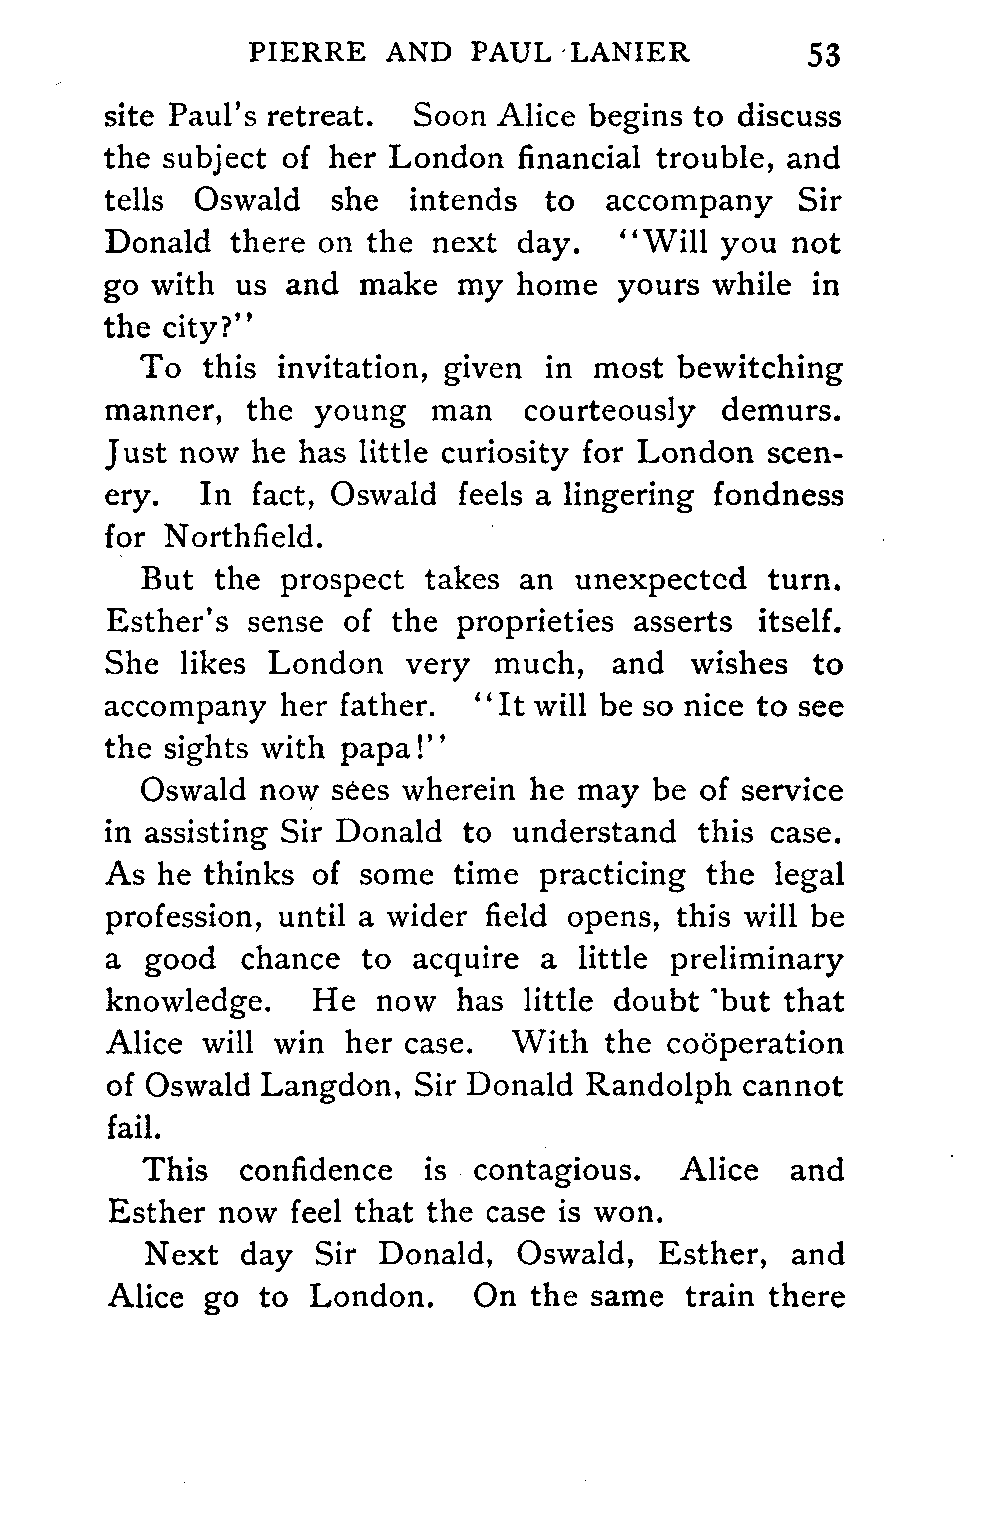 PIERRE AND PAUL LANIER 53
site Paul's retreat. Soon Alice begins to discuss
the subject of her London financial trouble, and
tells Oswald she intends to accompany Sir
Donald there on the next day. "Will you not
go with us and make my home yours while in
the city?"
To this invitation, given in most bewitching
manner, the young man courteously demurs.
Just now he has little curiosity for London scen-
ery. In fact, Oswald feels a lingering fondness
for Northfield.
But the prospect takes an unexpected turn.
Esther's sense of the proprieties asserts itself.
She likes London very much, and wishes to
accompany her father. "It will be so nice to see
the sights with papa!"
Oswald now sees wherein he may be of service
in assisting Sir Donald to understand this case.
As he thinks of some time practicing the legal
profession, until a wider field opens, this will be
a good chance to acquire a little preliminary
knowledge. He now has little doubt but that
Alice will win her case. With the coöperation
of Oswald Langdon, Sir Donald Randolph cannot
fail.
This confidence is contagious. Alice and
Esther now feel that the case is won.
Next day Sir Donald, Oswald, Esther, and
Alice go to London. On the same train there